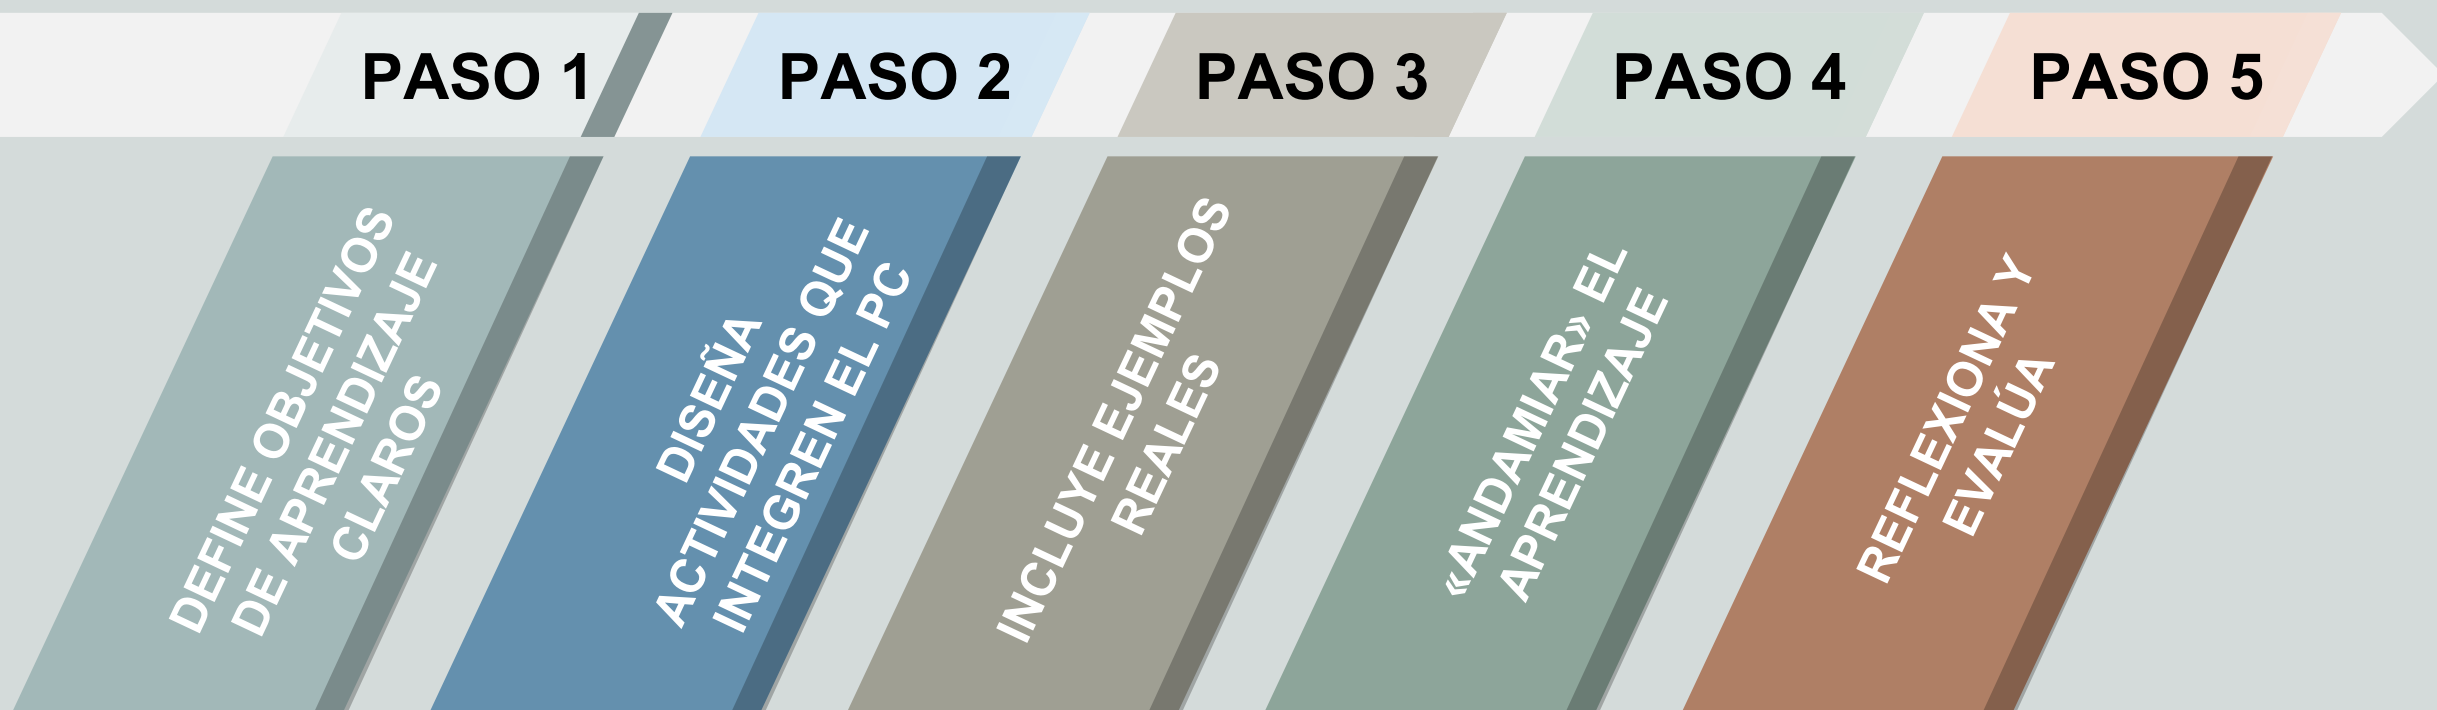 PASO 1
PASO 2
PASO 3
PASO 4
PASO 5
DEFINE OBJETIVOS
DE APRENDIZAJE
CLAROS
DISEÑA
ACTIVIDADES QUE
INTEGREN EL PC
INCLUYE EJEMPLOS
REALES
«ANDAMIAR» EL
APRENDIZAJE
REFLEXIONA Y
EVALÚA